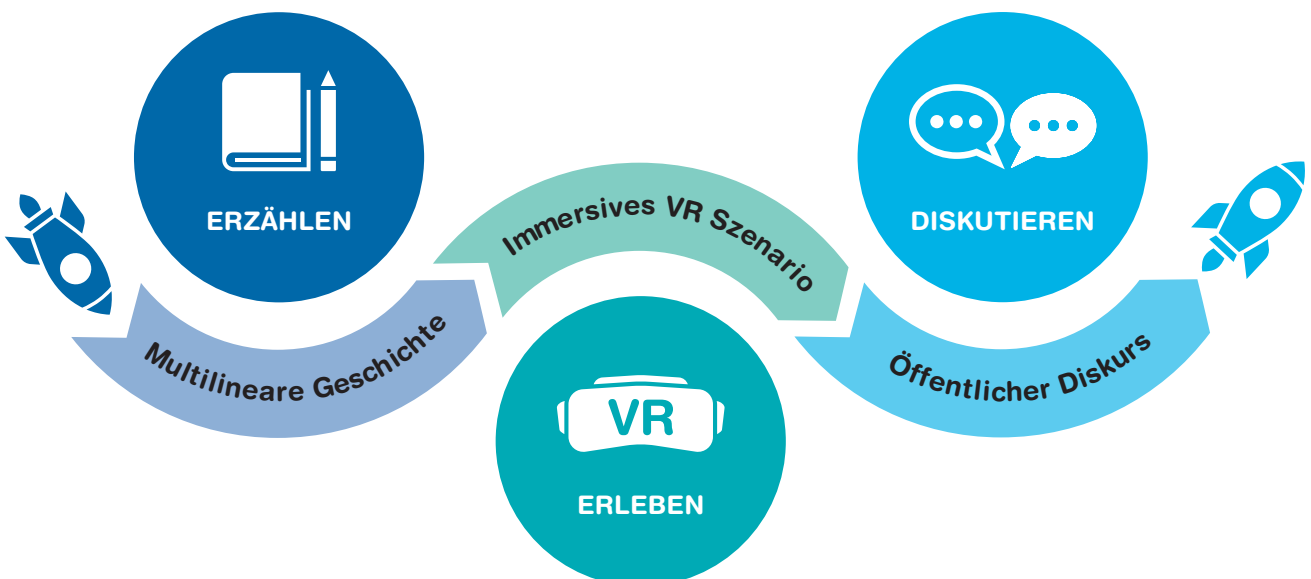 ERZÄHLEN
Multilineare Geschichte
Immersives VR Szenario
VR
ERLEBEN
DISKUTIEREN
Öffentlicher Diskurs